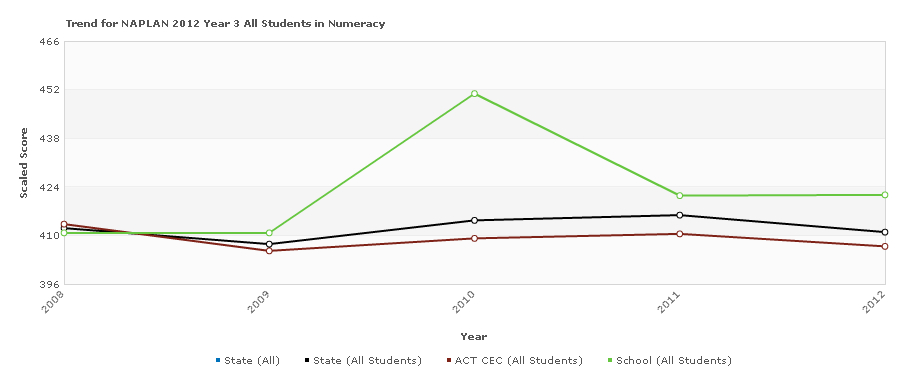 Trend for NAPLAN 2012 Year 3 All Students in Numeracy
466
452
438
424
410
396
Scaled Score
2008
2009
2010
2011
2012
Year
State (All)
State (All Students)
ACT CEC (All Students)
School (All Students)